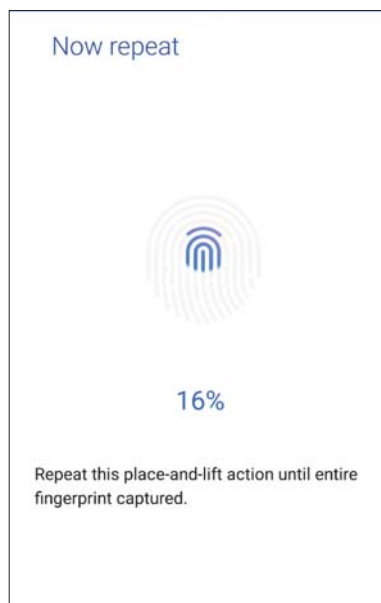 Now repeat
16%
Repeat this place-and-lift action until entire
fingerprint captured.